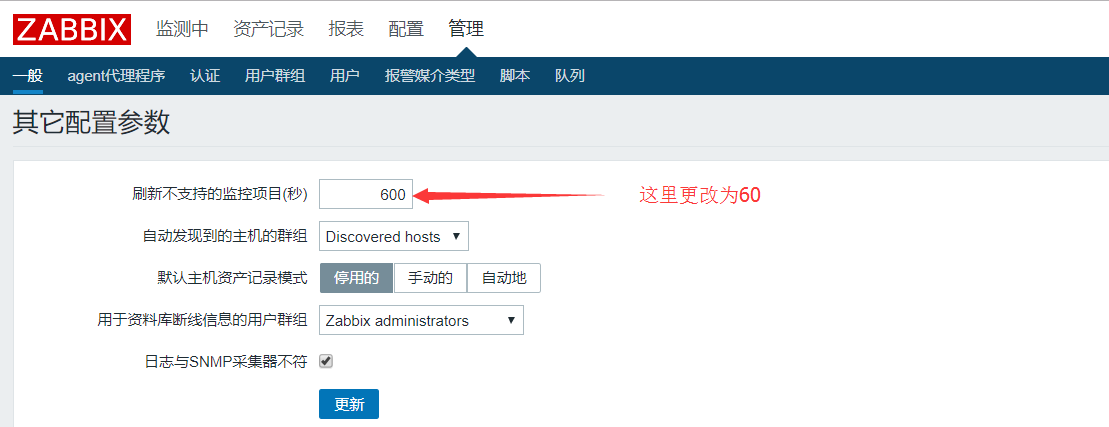 ZABBIX 监测中 资产记录 报表 配置 管理
一般 agent代理程序 认证 用户群组 用户 报警媒介类型 脚本 队列
其它配置参数
刷新不支持的监控项目(秒) 600 这里更改为60
自动发现到的主机的群组 Discovered hosts
默认主机资产记录模式 停用的 手动的 自动地
用于资料库断线信息的用户群组 Zabbix administrators
日志与SNMP采集器不符
更新